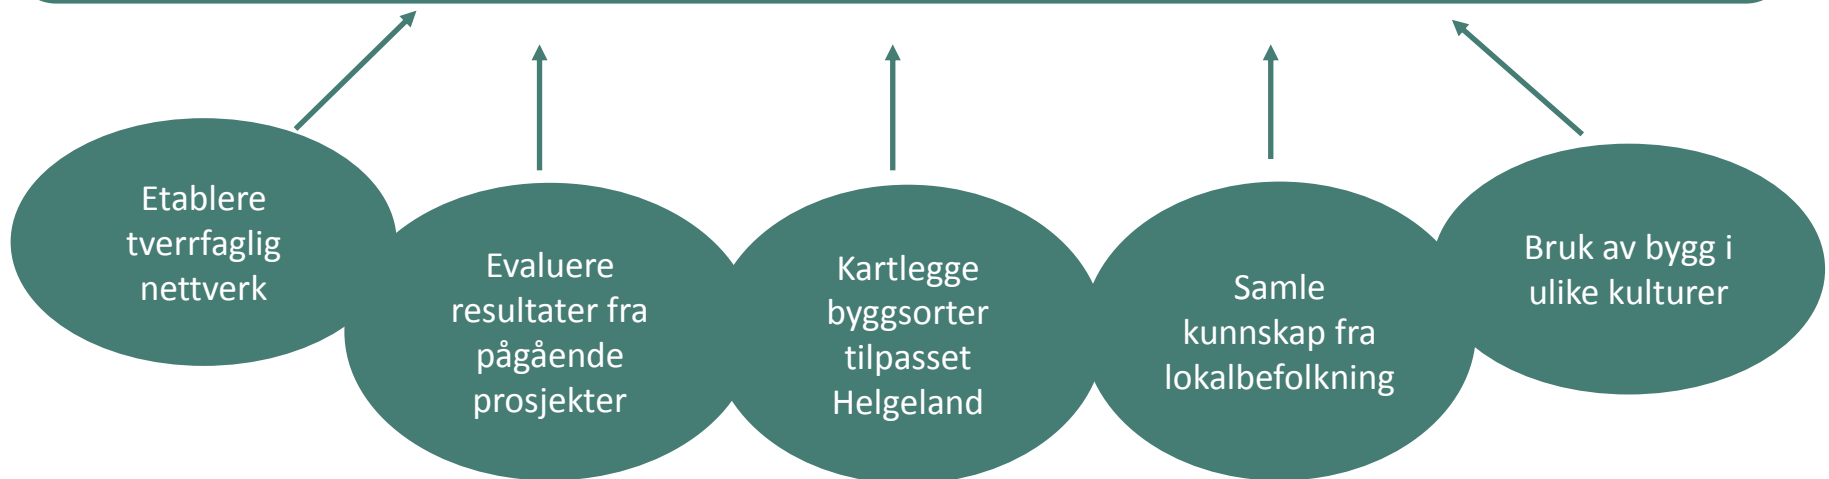 Etablere
tverrfaglig
nettverk
Evaluere
resultater fra
pågående
prosjekter
Kartlegge
byggsorter
tilpasset
Helgeland
Samle
kunnskap fra
lokalbefolkning
Bruk av bygg i
ulike kulturer